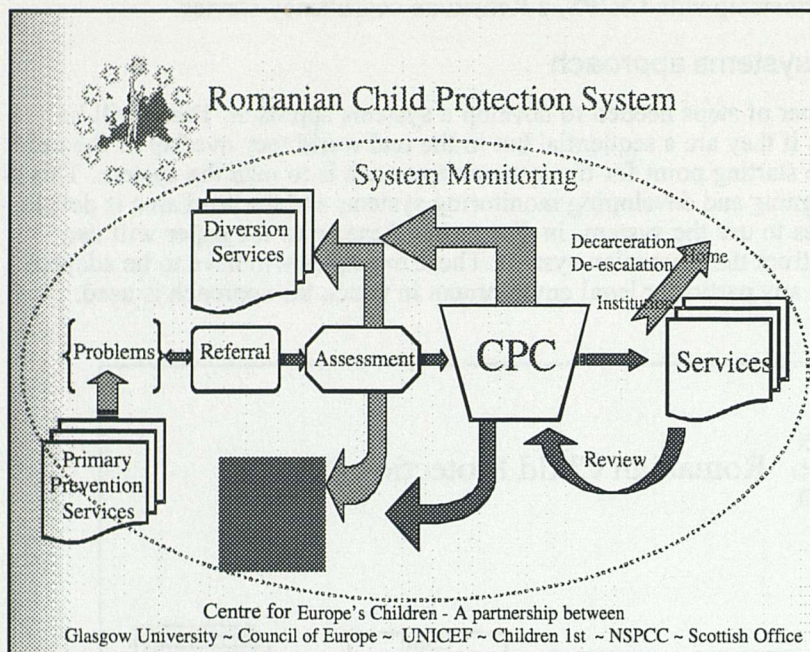 Romanian Child Protection System
System Monitoring
Diversion
Services
Decarceration
De-escalation
Home
Institution
Problems
Referral
Assessment
CPC
Services
Primary
Prevention
Services
Review
Centre for Europe's Children - A partnership between
Glasgow University ~ Council of Europe ~ UNICEF ~ Children 1st ~ NSPCC ~ Scottish Office